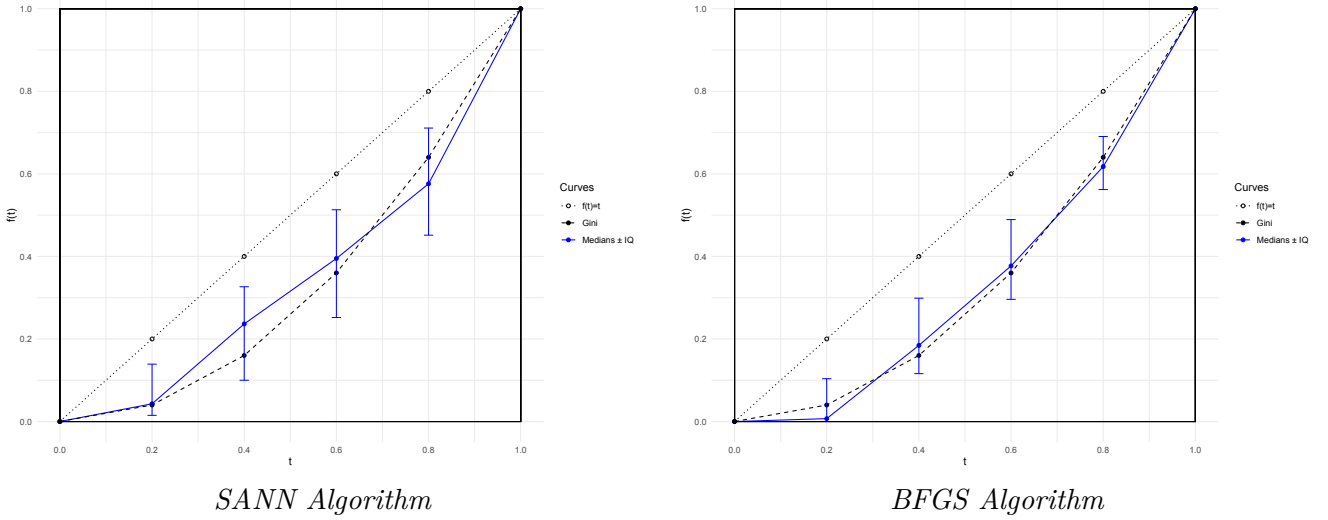 1.0
0.8
0.6
0.4
0.2
0.0
f(t)
0.0 0.2 0.4 0.6 0.8 1.0
t
Curves
f(t)=t
Gini
Medians ± IQ
SANN Algorithm
1.0
0.8
0.6
0.4
0.2
0.0
f(t)
0.0 0.2 0.4 0.6 0.8 1.0
t
Curves
f(t)=t
Gini
Medians ± IQ
BFGS Algorithm